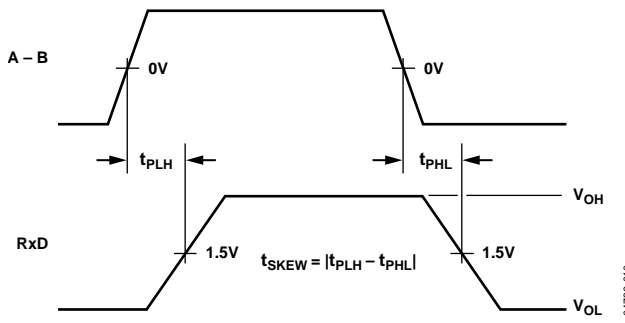 A – B
0V
0V
tPLH
tPHL
VOH
RxD
1.5V
tSKEW = |tPLH – tPHL|
1.5V
VOL